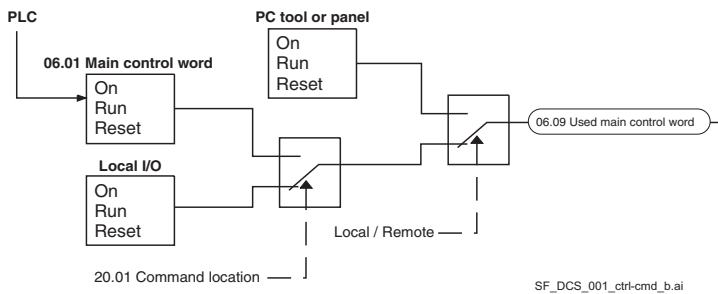 PLC
PC tool or panel
On
Run
Reset
06.01 Main control word
On
Run
Reset
06.09 Used main control word
Local I/O
On
Run
Reset
Local / Remote
20.01 Command location
SF_DCS_001_ctrl-cmd_b.ai